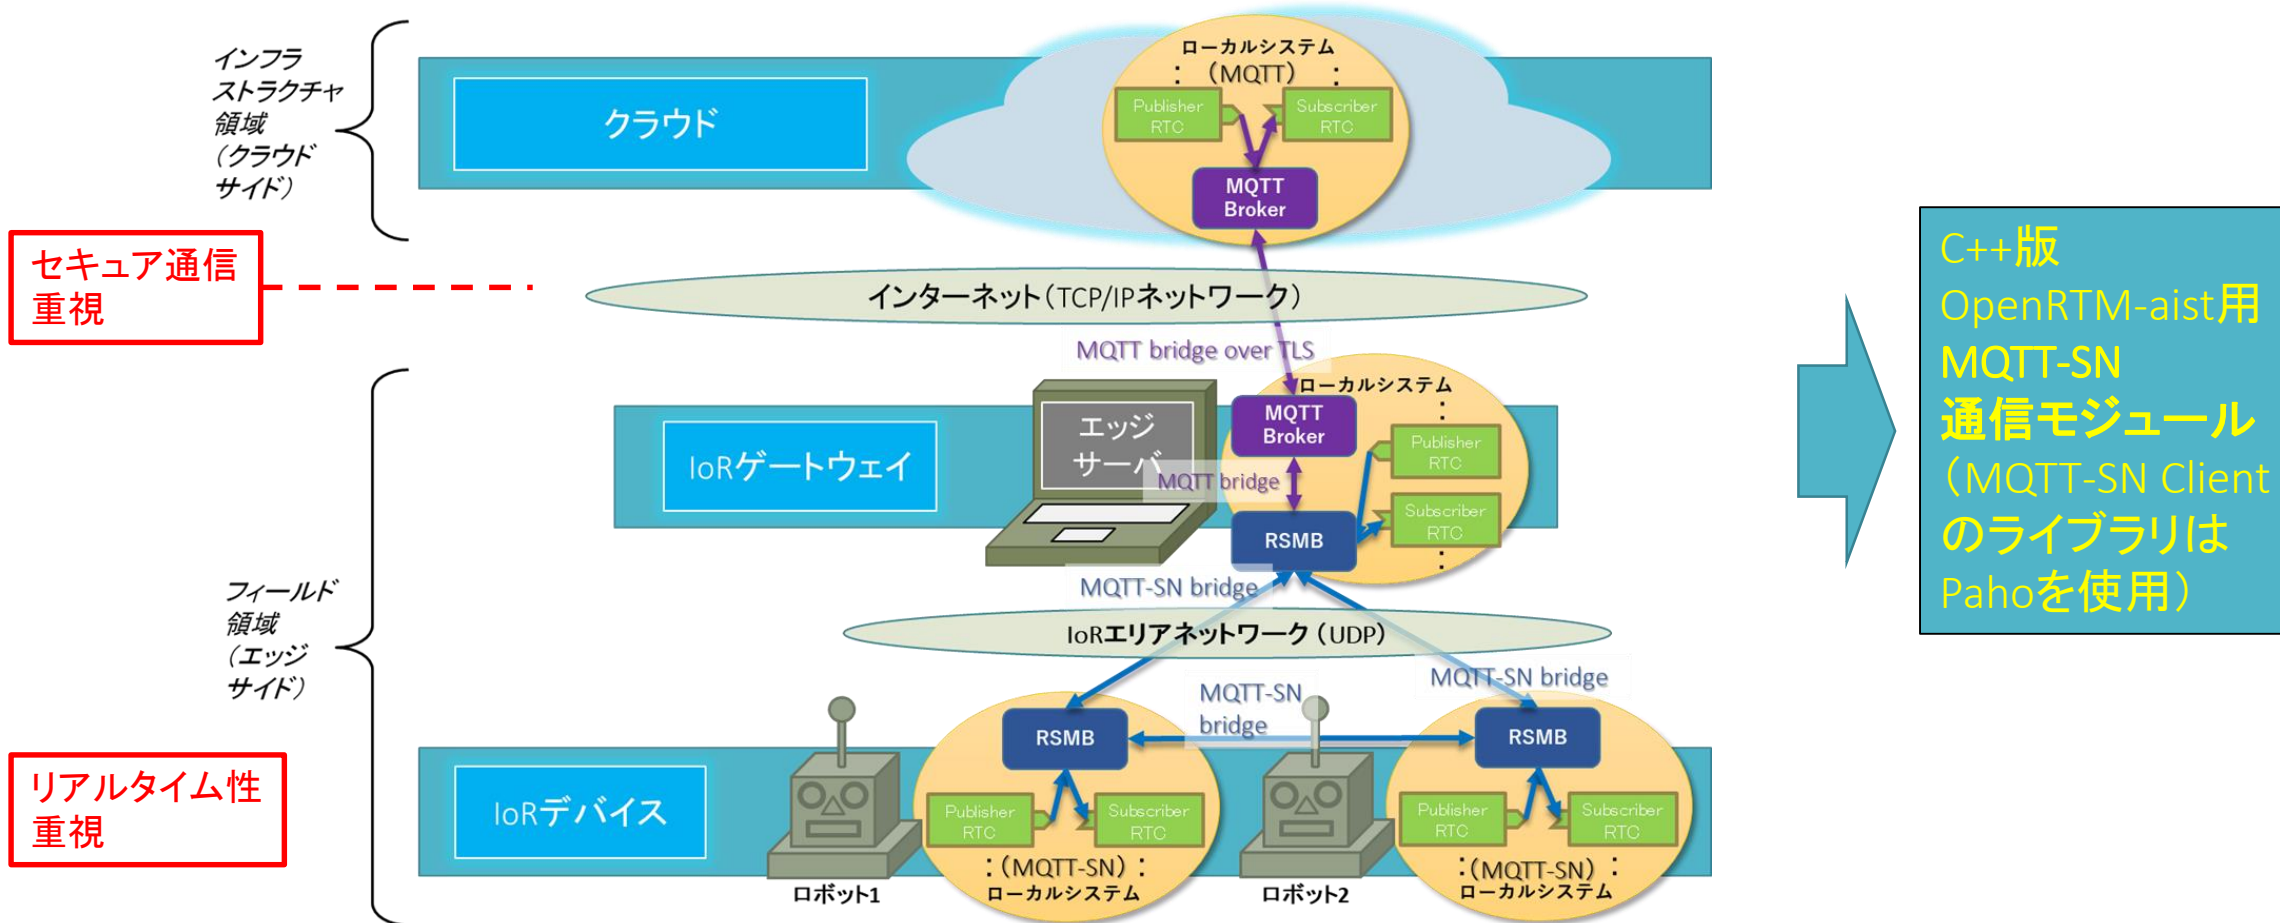 インフラ
ストラクチャ
領域
(クラウド
サイド)
クラウド
ローカルシステム
: (MQTT) :
Publisher
RTC
Subscriber
RTC
MQTT
Broker
セキュア通信
重視
インターネット(TCP/IPネットワーク)
MQTT bridge over TLS
フィールド
領域
(エッジ
サイド)
IoRゲートウェイ
エッジ
サーバ
ローカルシステム
:
MQTT
Broker
Publisher
RTC
MQTT bridge
Subscriber
RTC
:
RSMB
MQTT-SN bridge
IoRエリアネットワーク(UDP)
MQTT-SN
bridge
MQTT-SN bridge
リアルタイム性
重視
IoRデバイス
RSMB
Publisher
RTC
Subscriber
RTC
:(MQTT-SN):
ローカルシステム
ロボット1
RSMB
Publisher
RTC
Subscriber
RTC
:(MQTT-SN):
ローカルシステム
ロボット2
C++版
OpenRTM-aist用
MQTT-SN
通信モジュール
(MQTT-SN Client
のライブラリは
Pahoを使用)